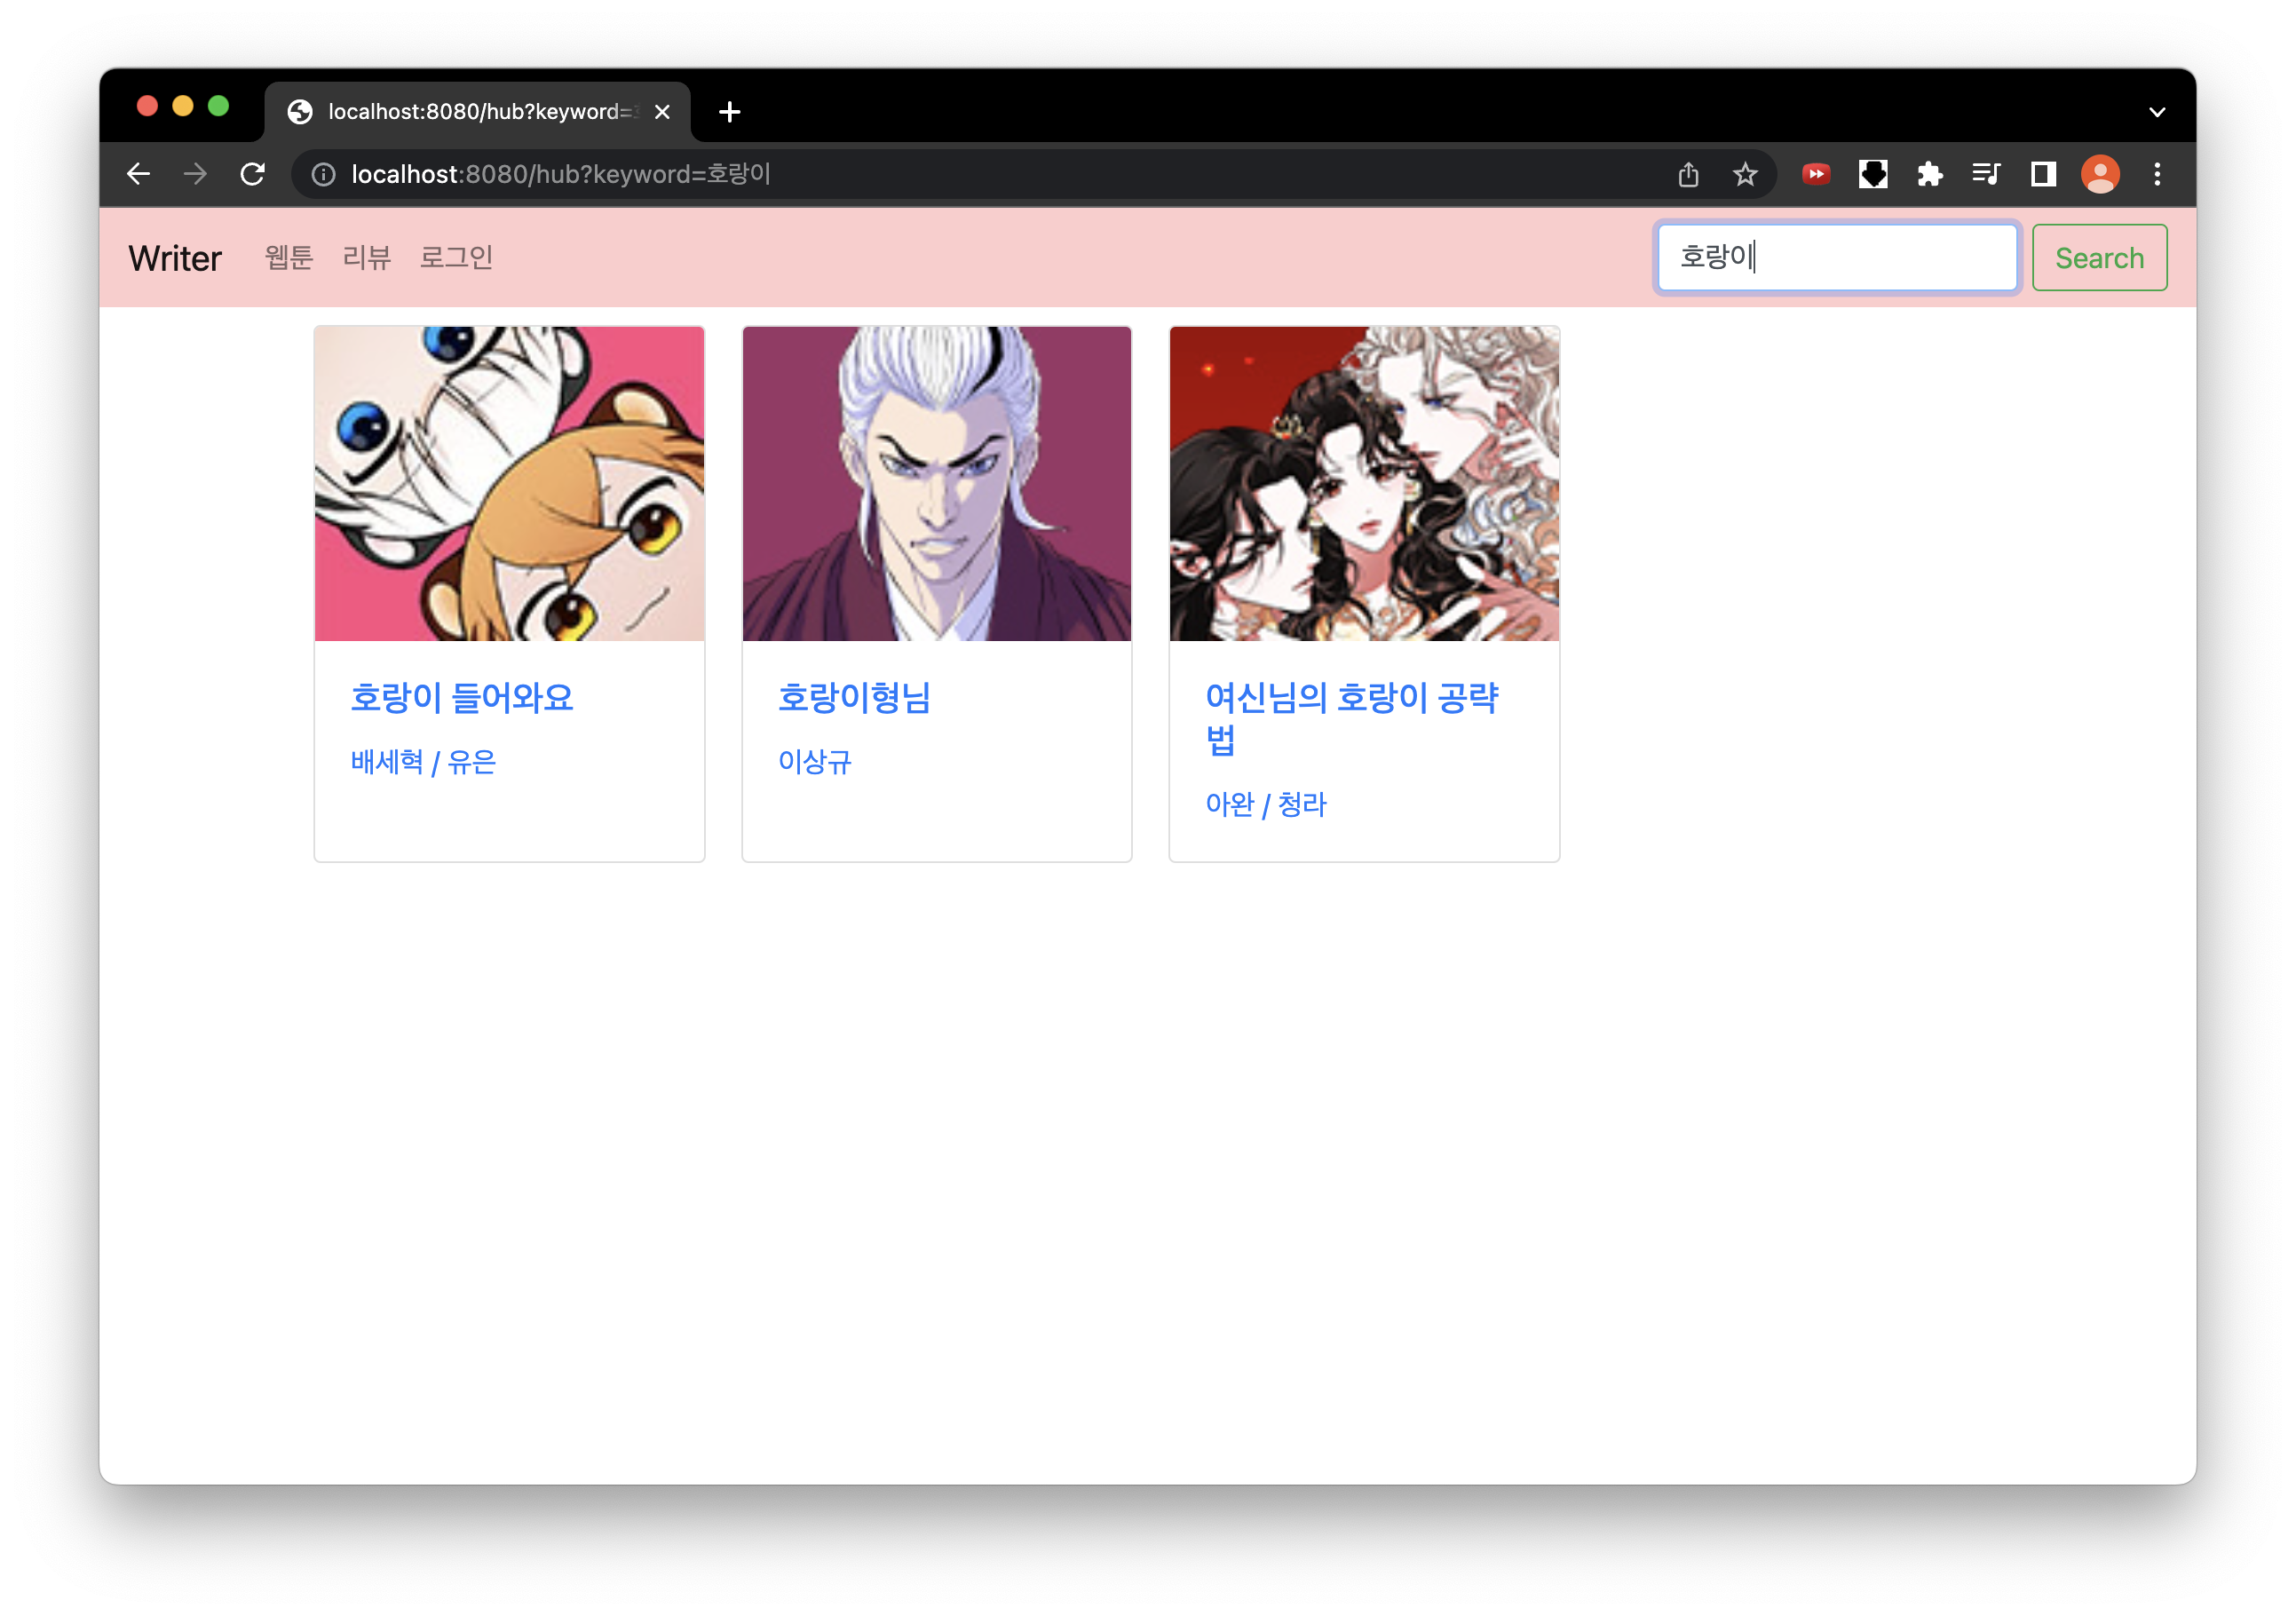 localhost:8080/hub?keyword=
localhost:8080/hub?keyword=호랑이
Writer 웹툰 리뷰 로그인 호랑이 Search
호랑이 들어와요
배세혁 / 유은
호랑이형님
이상규
여신님의 호랑이 공략
법
아완 / 청라